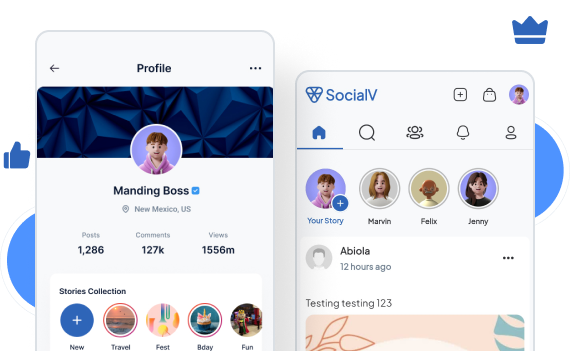 Profile
Manding Boss
New Mexico, US
Posts
Comments
Views
1,286
127k
1556m
Stories Collection
New
Travel
Fest
Bday
Fun
SocialV
Your Story
Marvin
Felix
Jenny
Abiola
12 hours ago
Testing testing 123